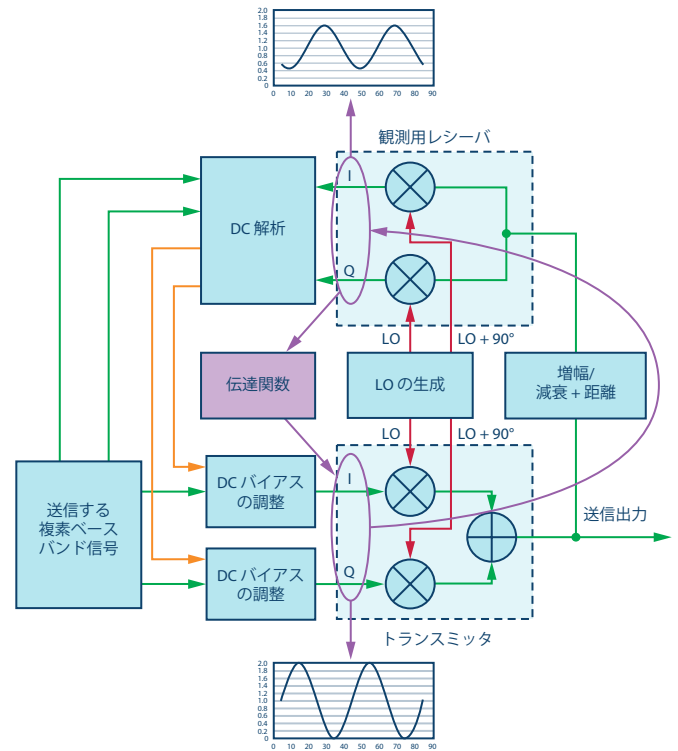 2.0
1.8
1.6
1.4
1.2
1.0
0.8
0.6
0.4
0.2
0
0 10 20 30 40 50 60 70 80 90
観測用レシーバ
I
DC 解析
Q
LO
LO + 90°
伝達関数
LO の生成
増幅/
減衰 + 距離
LO
LO + 90°
DC バイアス
の調整
I
送信する
複素ベース
バンド信号
送信出力
DC バイアス
の調整
Q
トランスミッタ
2.0
1.8
1.6
1.4
1.2
1.0
0.8
0.6
0.4
0.2
0
0 10 20 30 40 50 60 70 80 90